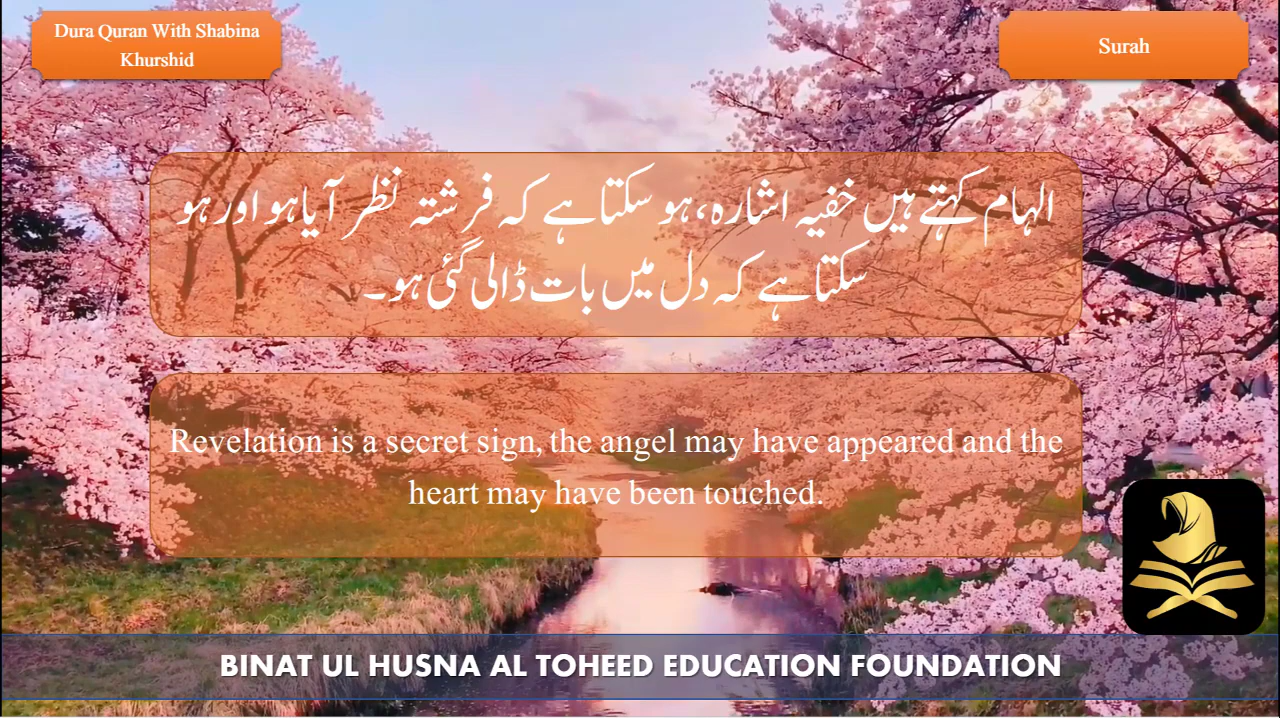 Dura Quran With Shabina
Khurshid
Surah
الہام کہتے ہیں خفیہ اشارہ، ہو سکتا ہے کہ فرشتہ نظر آیا ہو اور ہو
سکتا ہے کہ دل میں بات ڈالی گئی ہو۔
Revelation is a secret sign, the angel may have appeared and the
heart may have been touched.
BINAT UL HUSNA AL TOHEED EDUCATION FOUNDATION